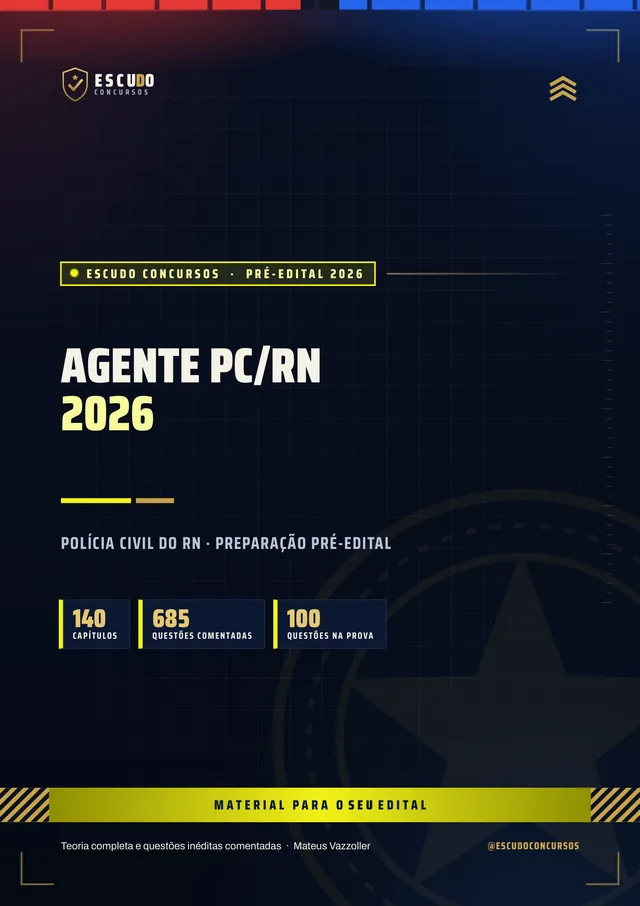 ESCUDO
CONCURSOS
ESCUDO CONCURSOS · PRÉ-EDITAL 2026
AGENTE PC/RN
2026
POLÍCIA CIVIL DO RN · PREPARAÇÃO PRÉ-EDITAL
140
CAPÍTULOS
685
QUESTÕES COMENTADAS
100
QUESTÕES NA PROVA
MATERIAL PARA O SEU EDITAL
Teoria completa e questões inéditas comentadas · Mateus Vazzoller
@ESCUDOCONCURSOS